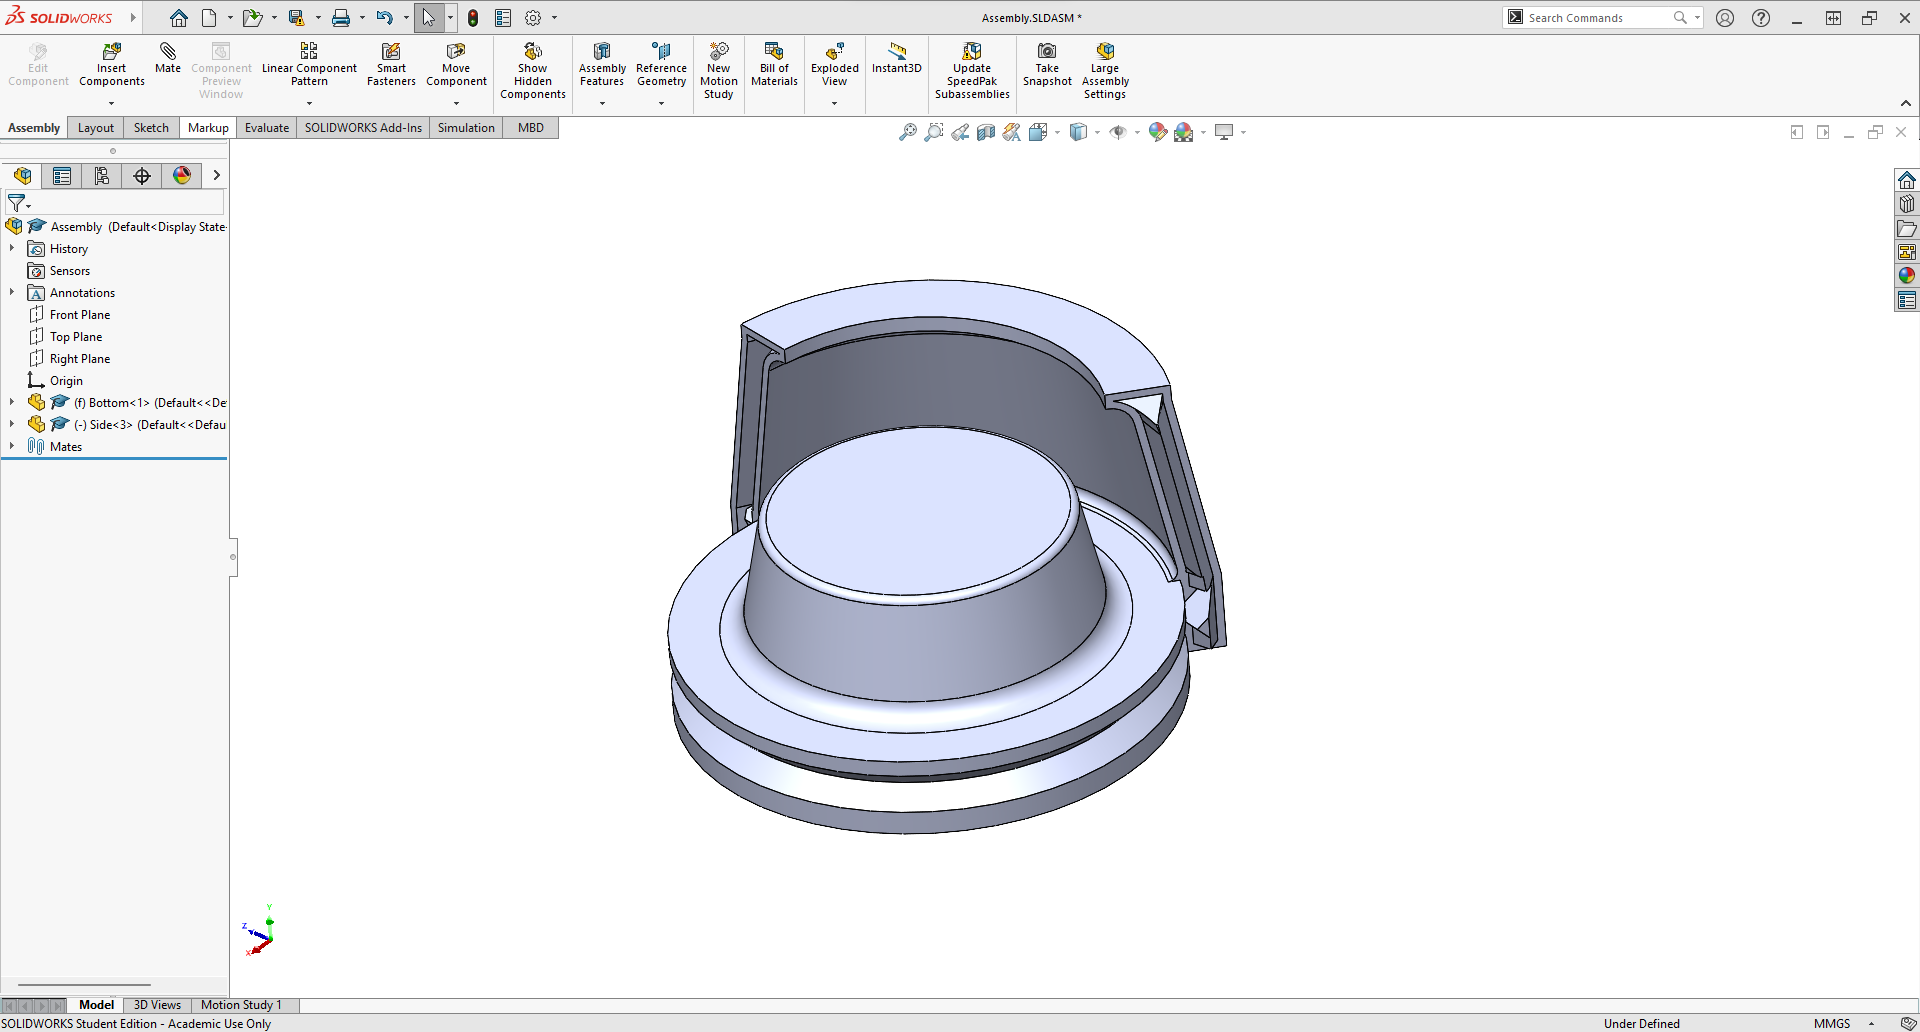 SOLIDWORKS
Assembly.SLDASM *
Search Commands
Edit Component
Insert Components
Mate
Component Preview Window
Linear Component Pattern
Smart Fasteners
Move Component
Show Hidden Components
Assembly Features
Reference Geometry
New Motion Study
Bill of Materials
Exploded View
Instant3D
Update SpeedPak Subassemblies
Take Snapshot
Large Assembly Settings
Assembly
Layout
Sketch
Markup
Evaluate
SOLIDWORKS Add-Ins
Simulation
MBD
Assembly (Default<Display State-
History
Sensors
Annotations
Front Plane
Top Plane
Right Plane
Origin
(f) Bottom<1> (Default<<De
(-) Side<3> (Default<<Defau
Mates
Y
Z
X
Model
3D Views
Motion Study 1
SOLIDWORKS Student Edition - Academic Use Only
Under Defined
MMGS